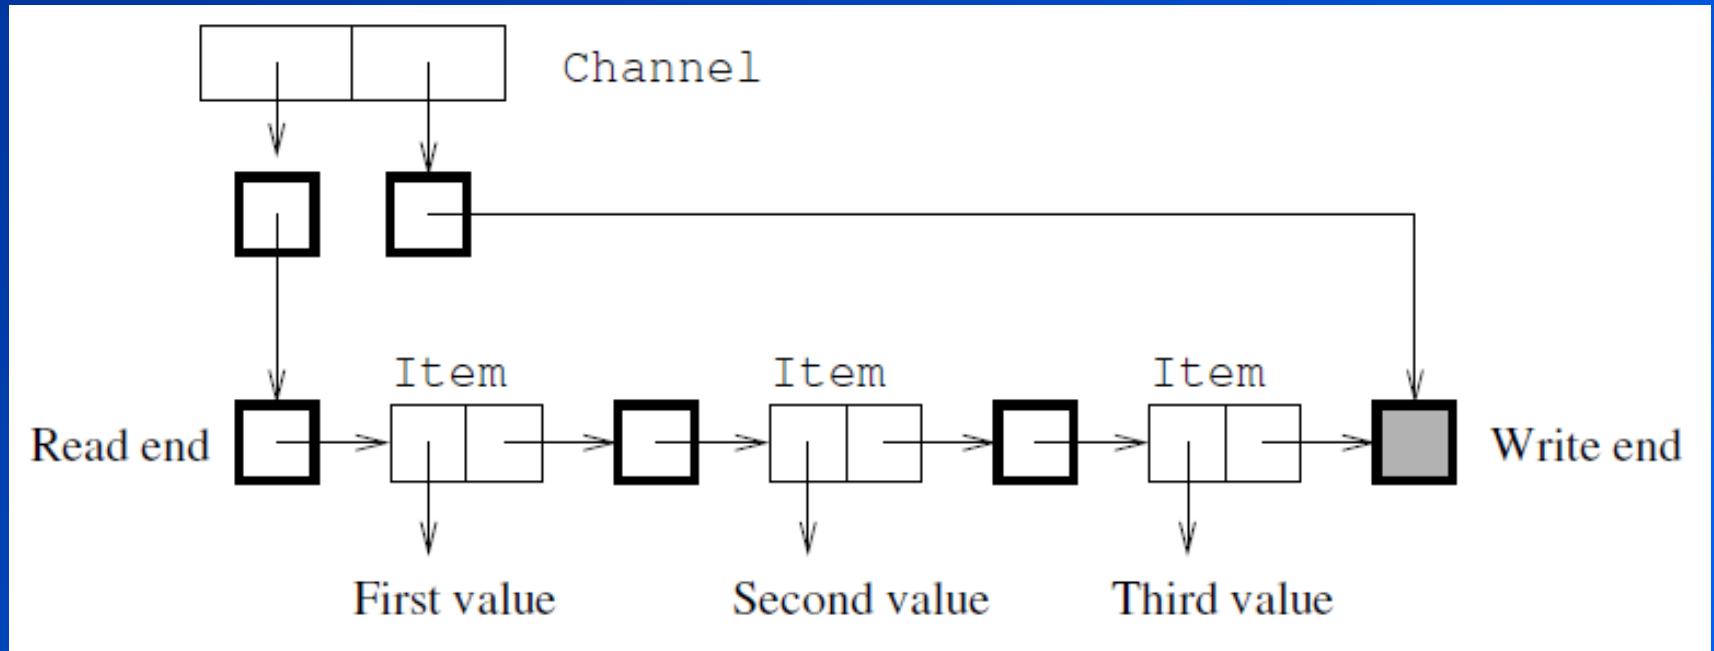 Channel
Item Item Item
Read end Write end
First value Second value Third value